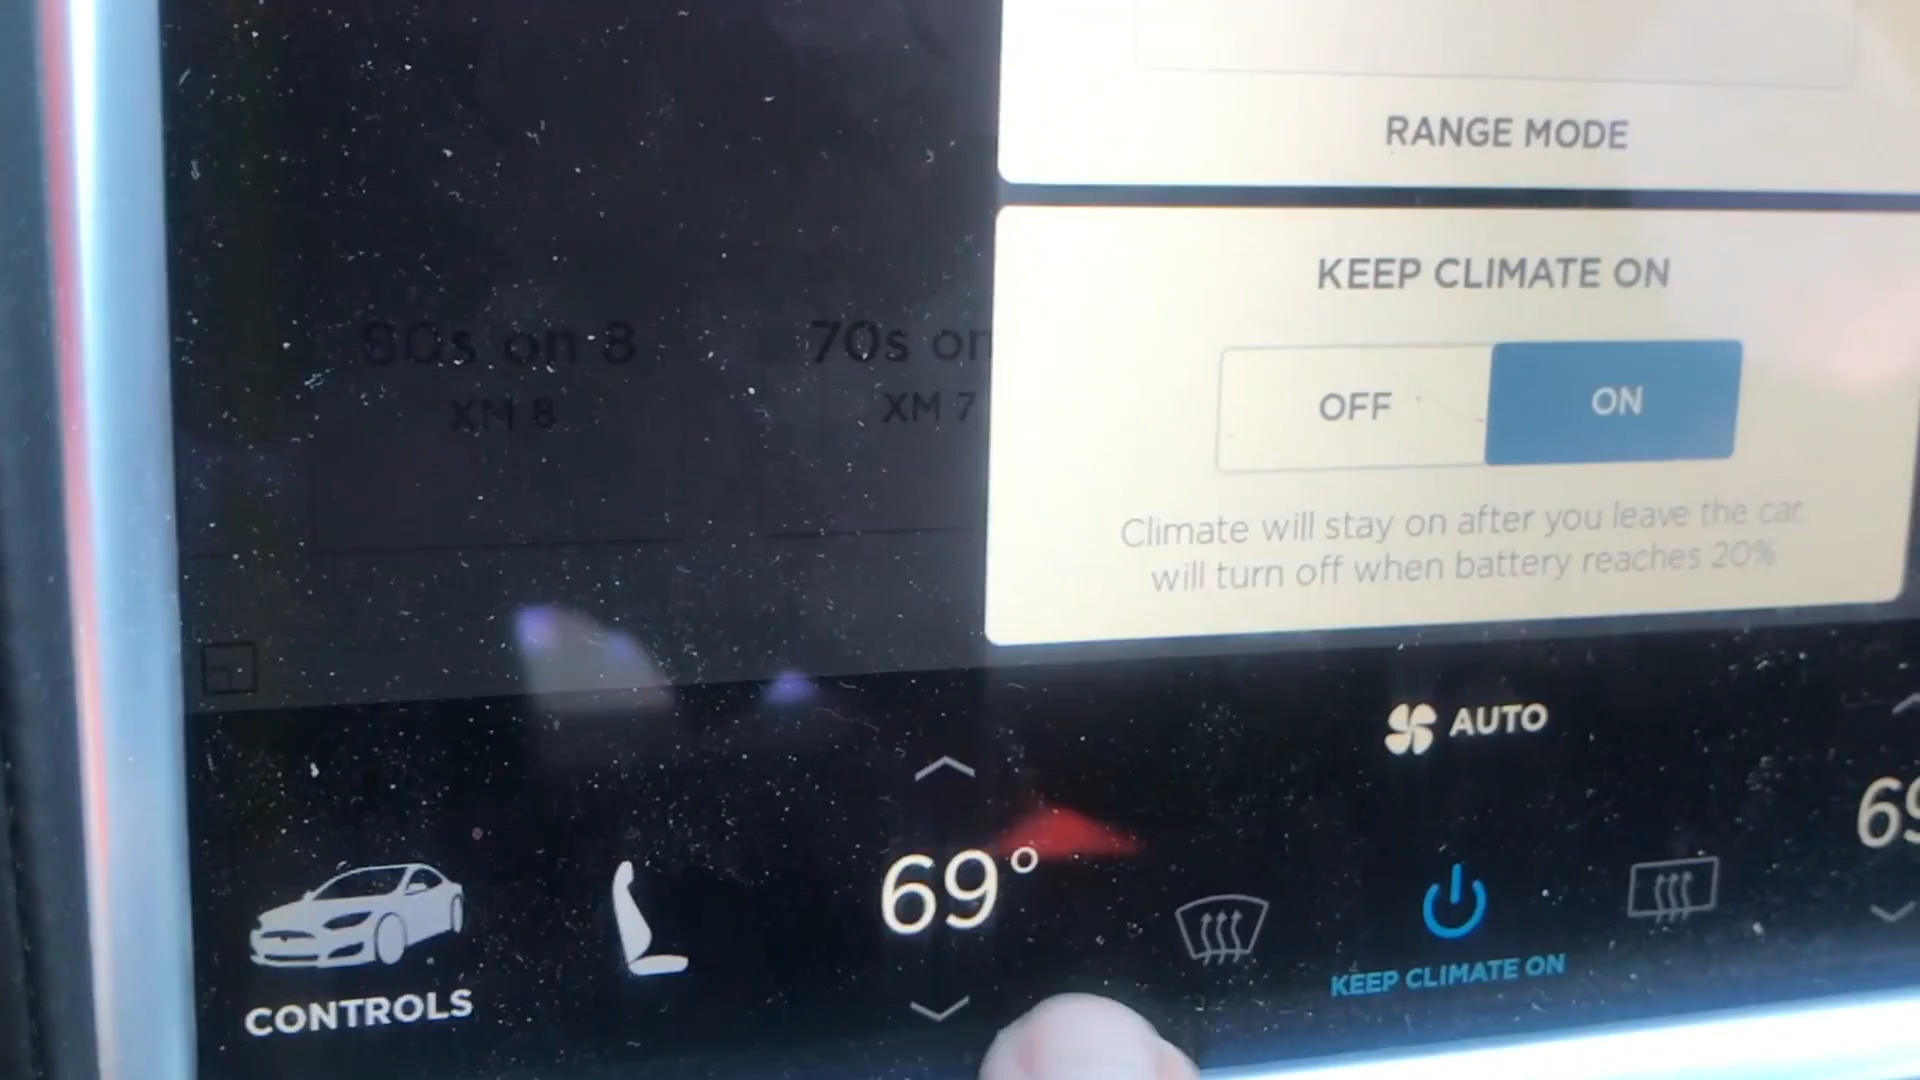 RANGE MODE
KEEP CLIMATE ON
OFF
ON
Climate will stay on after you leave the car
will turn off when battery reaches 20%
80s on 8
XM 8
70s on
XM 7
AUTO
69°
69
KEEP CLIMATE ON
CONTROLS